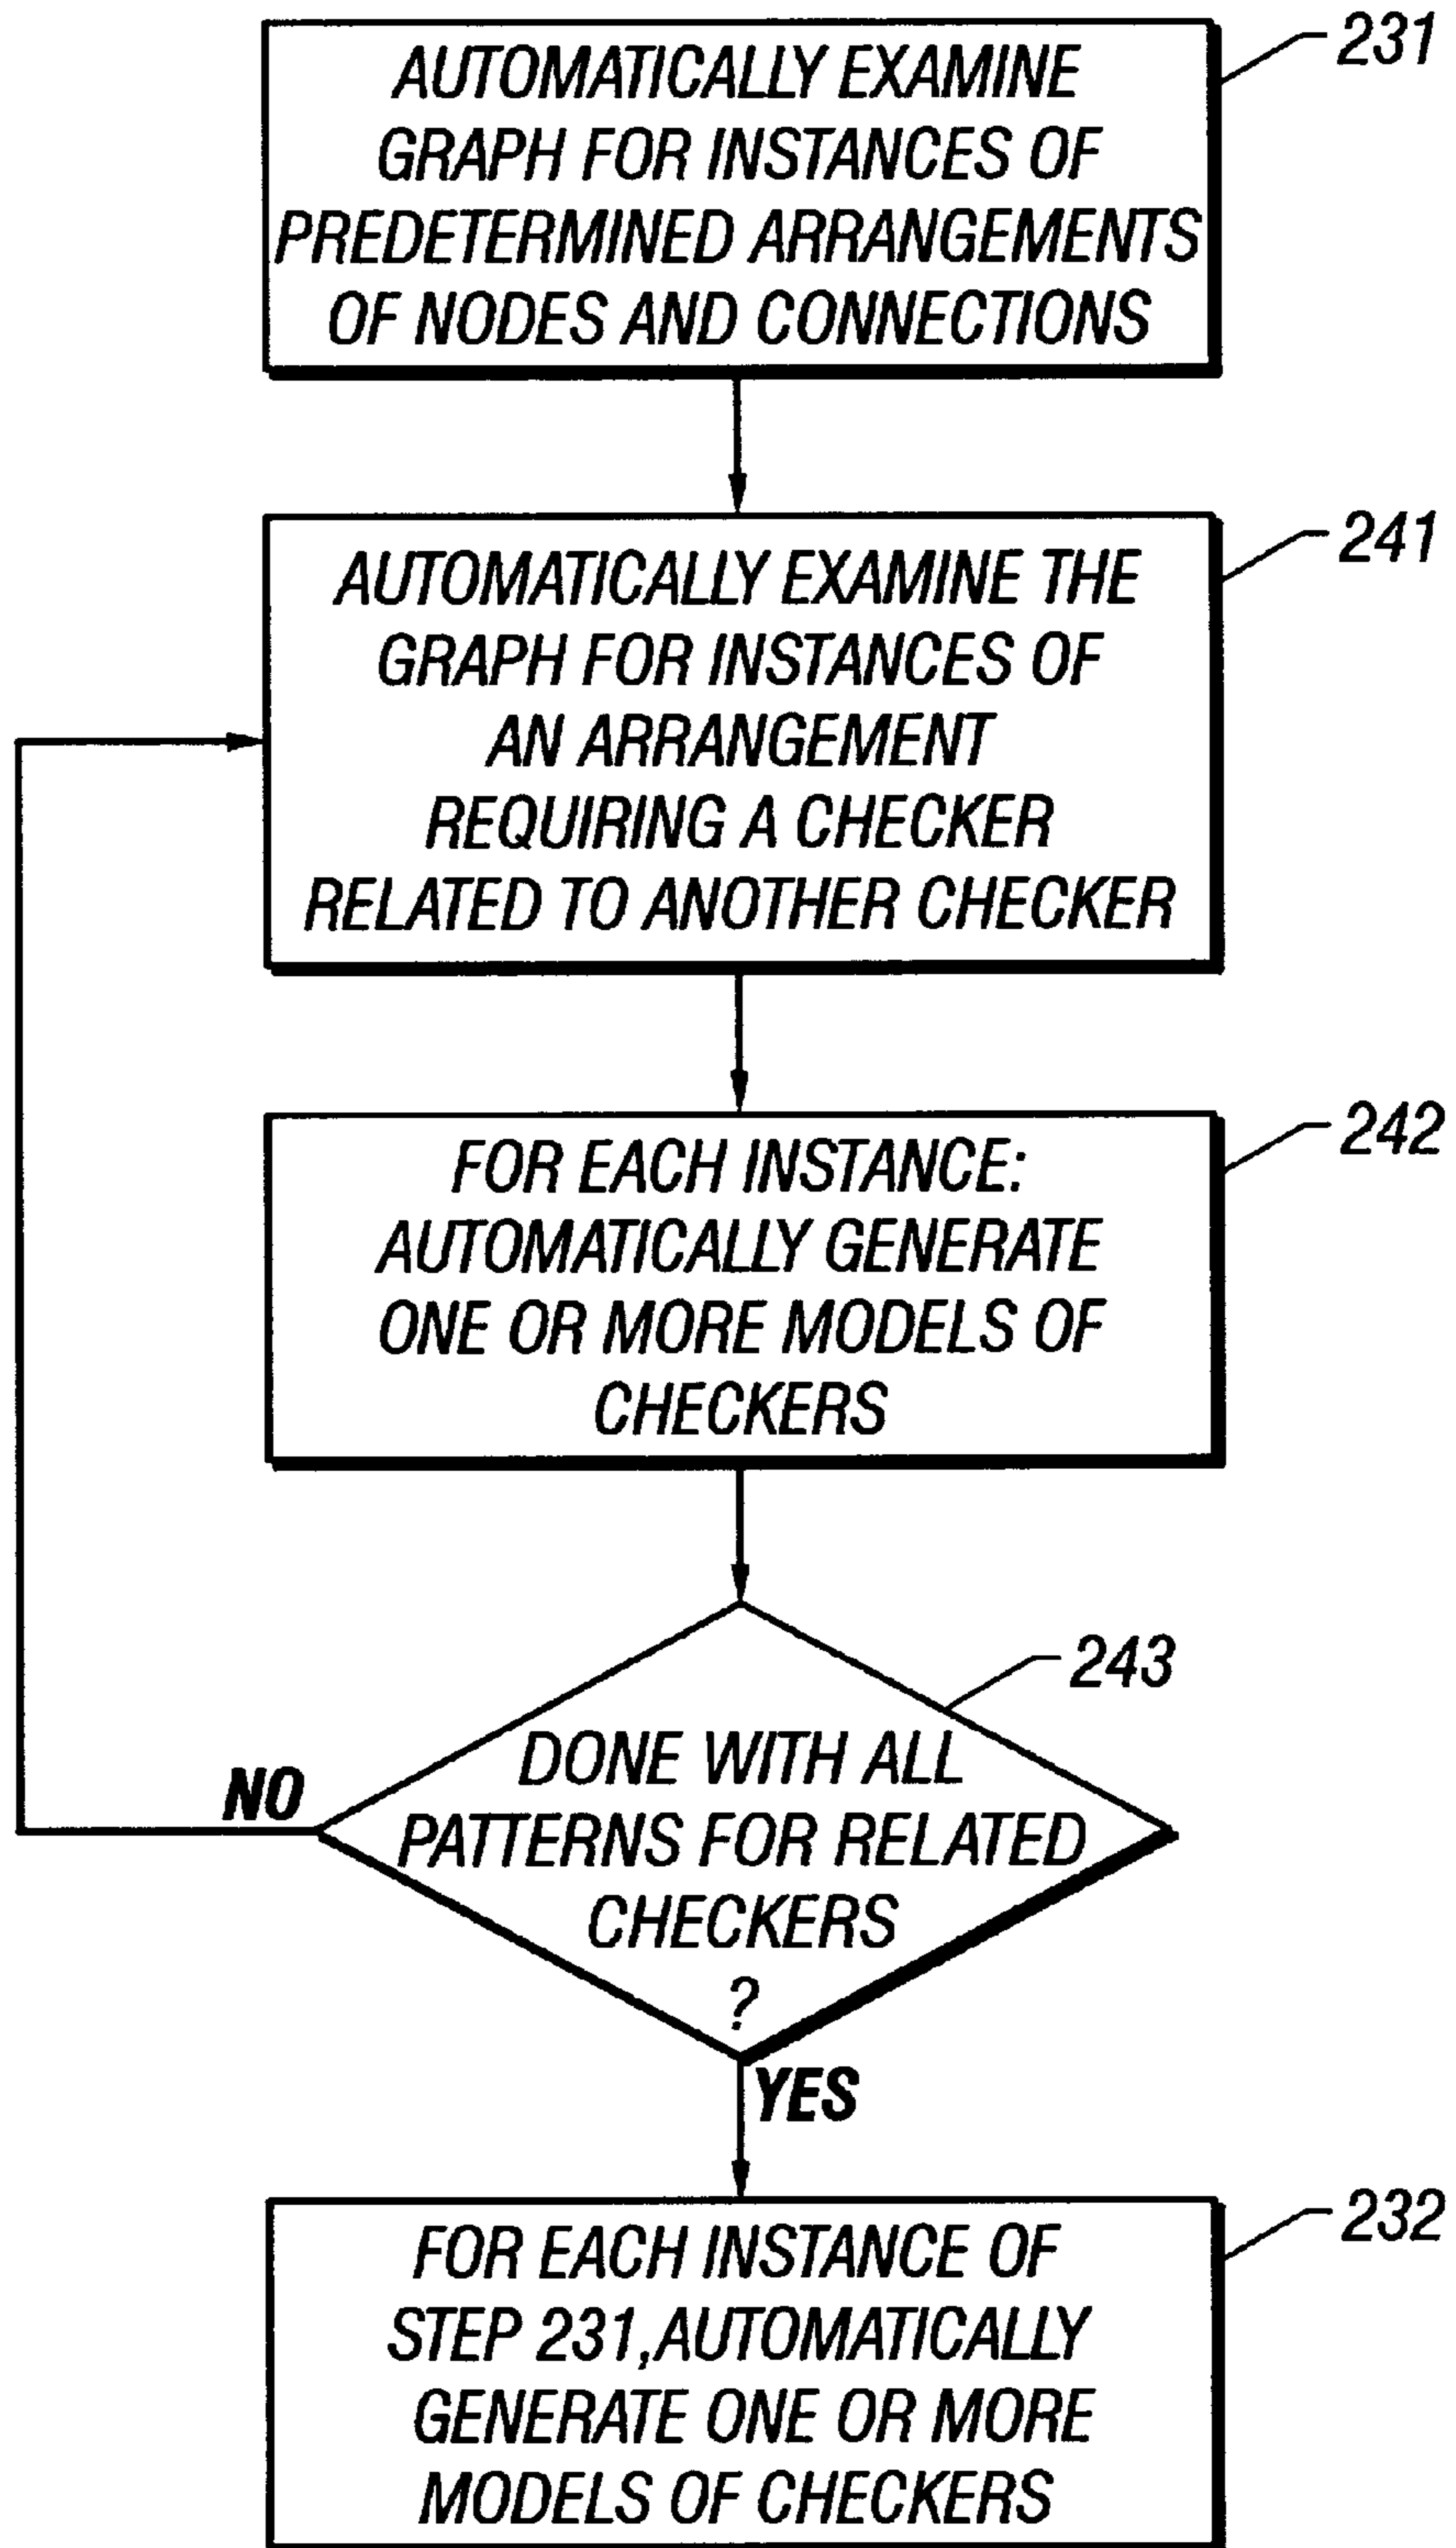 AUTOMATICALLY EXAMINE
GRAPH FOR INSTANCES OF
PREDETERMINED ARRANGEMENTS
OF NODES AND CONNECTIONS
231
AUTOMATICALLY EXAMINE THE
GRAPH FOR INSTANCES OF
AN ARRANGEMENT
REQUIRING A CHECKER
RELATED TO ANOTHER CHECKER
241
FOR EACH INSTANCE:
AUTOMATICALLY GENERATE
ONE OR MORE MODELS OF
CHECKERS
242
DONE WITH ALL
PATTERNS FOR RELATED
CHECKERS
?
243
NO
YES
FOR EACH INSTANCE OF
STEP 231, AUTOMATICALLY
GENERATE ONE OR MORE
MODELS OF CHECKERS
232